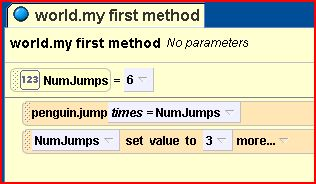 world.my first method
world.my first method No parameters
123 NumJumps = 6
penguin.jump times = NumJumps
NumJumps set value to 3 more...